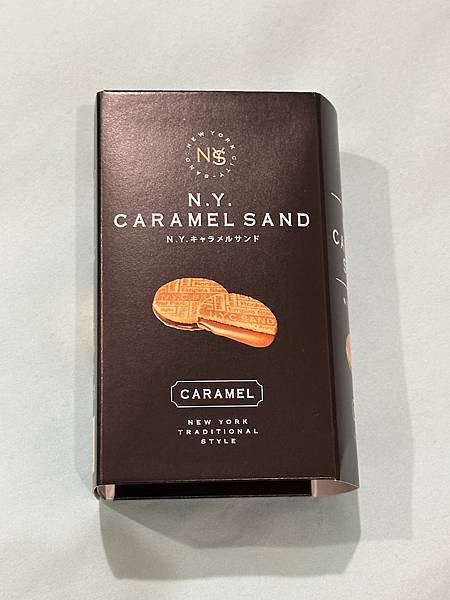 NEW YORK CITY・SAND・
NYS
N.Y.
CARAMEL SAND
N.Y.キャラメルサンド
N.Y.C.SAND
CARAMEL
NEW YORK
TRADITIONAL
STYLE